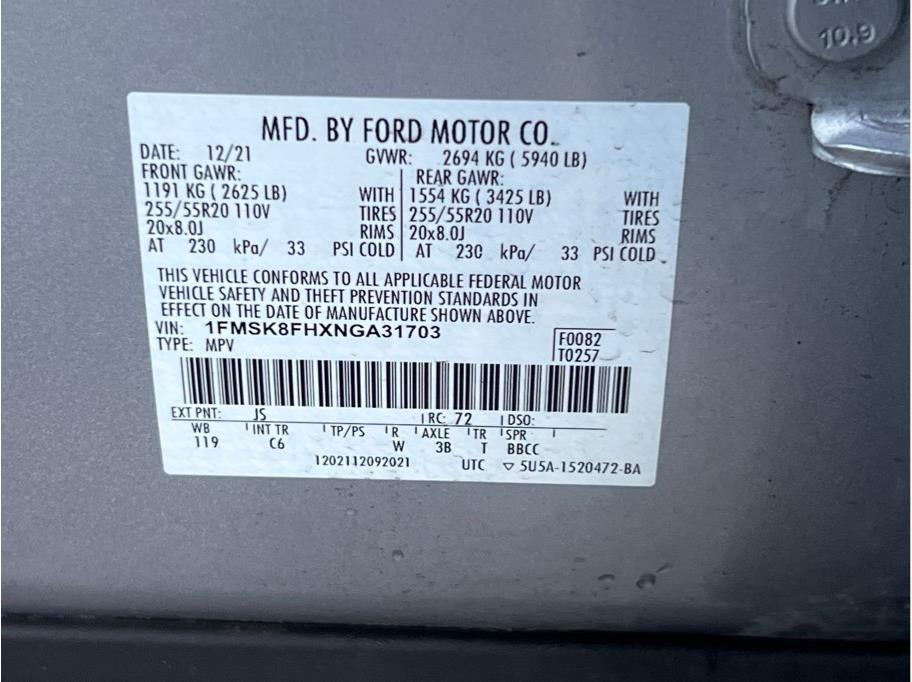 10.9
MFD. BY FORD MOTOR CO.
DATE: 12/21 GVWR: 2694 KG ( 5940 LB)
FRONT GAWR: REAR GAWR:
1191 KG ( 2625 LB) WITH 1554 KG ( 3425 LB) WITH
255/55R20 110V TIRES 255/55R20 110V TIRES
20x8.0J RIMS 20x8.0J RIMS
AT 230 kPa/ 33 PSI COLD AT 230 kPa/ 33 PSI COLD
THIS VEHICLE CONFORMS TO ALL APPLICABLE FEDERAL MOTOR
VEHICLE SAFETY AND THEFT PREVENTION STANDARDS IN
EFFECT ON THE DATE OF MANUFACTURE SHOWN ABOVE.
VIN: 1FMSK8FHXNGA31703
TYPE: MPV F0082
T0257
EXT PNT: JS RC: 72 DSO:
WB INT TR TP/PS R AXLE TR SPR
119 C6 W 3B T BBCC
1202112092021 UTC ▽ 5U5A-1520472-BA